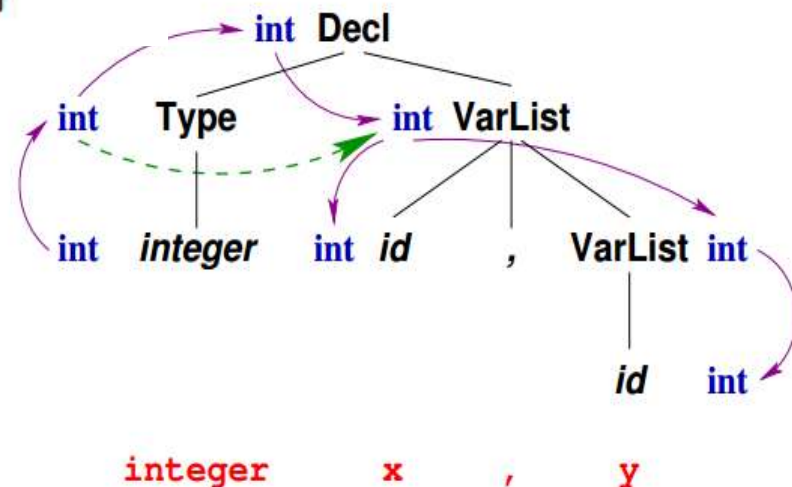 int Decl
int Type int VarList
int integer int id , VarList int
id int
integer x , y